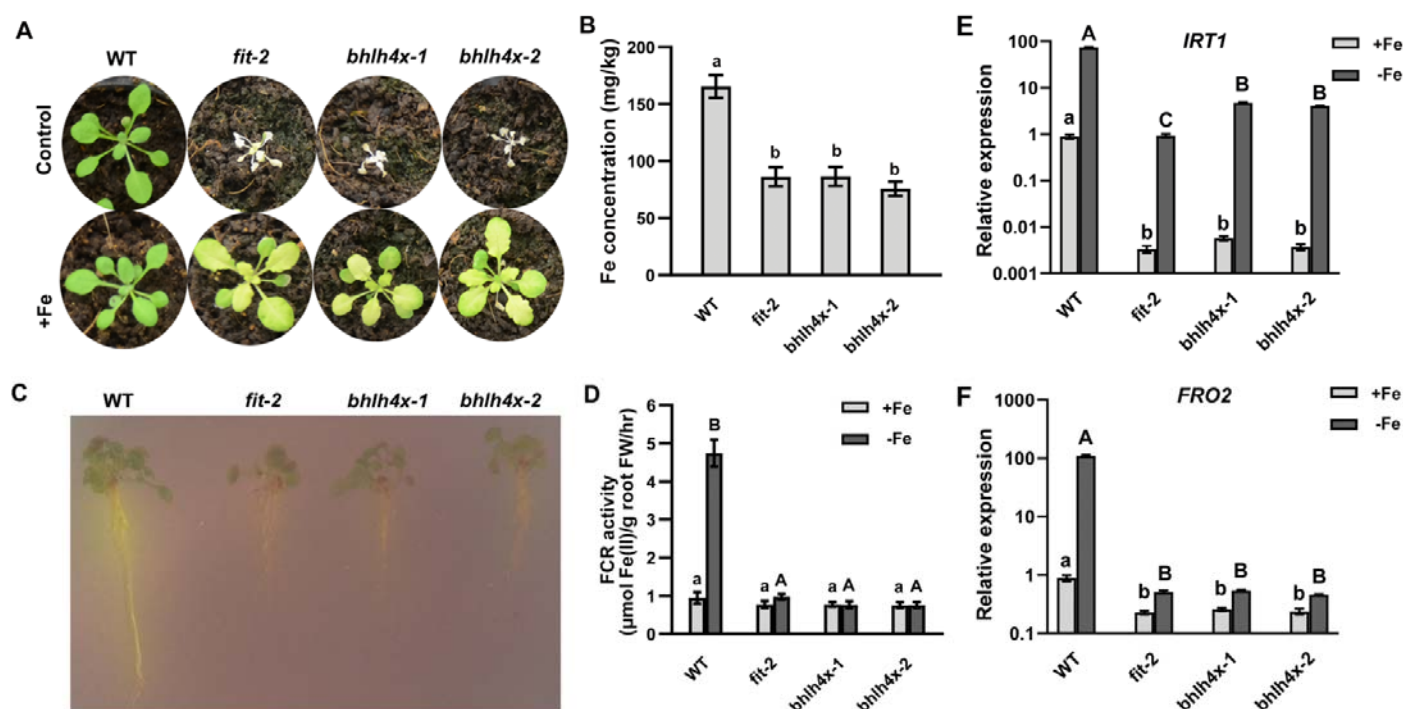 A
WT
fit-2
bhlh4x-1
bhlh4x-2
Control
+Fe
B
Fe concentration (mg/kg)
200
150
100
50
0
a
b
b
b
WT
fit-2
bhlh4x-1
bhlh4x-2
C
WT
fit-2
bhlh4x-1
bhlh4x-2
D
FCR activity
(μmol Fe(II)/g root FW/hr)
6
5
4
3
2
1
0
+Fe
-Fe
a
B
a
A
a
A
a
A
WT
fit-2
bhlh4x-1
bhlh4x-2
E
IRT1
Relative expression
100
10
1
0.1
0.01
0.001
+Fe
-Fe
a
A
b
C
b
B
b
B
WT
fit-2
bhlh4x-1
bhlh4x-2
F
FRO2
Relative expression
1000
100
10
1
0.1
+Fe
-Fe
a
A
b
B
b
B
b
B
WT
fit-2
bhlh4x-1
bhlh4x-2